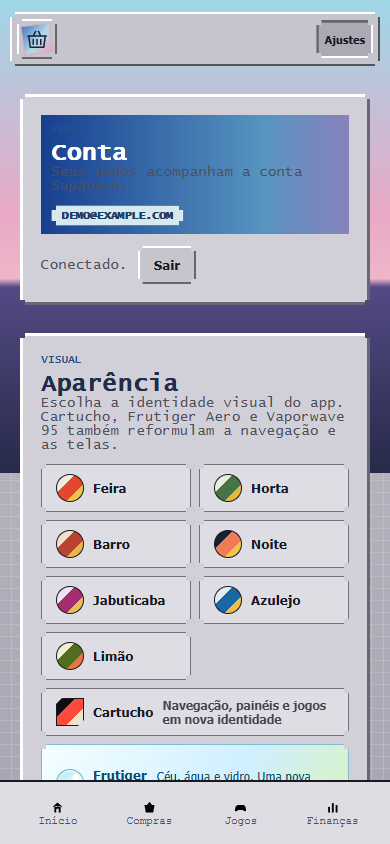 Ajustes
Conta
Seus dados acompanham a conta
Supabase.
DEMO@EXAMPLE.COM
Conectado.
Sair
VISUAL
Aparência
Escolha a identidade visual do app.
Cartucho, Frutiger Aero e Vaporwave
95 também reformulam a navegação e
as telas.
Feira
Horta
Barro
Noite
Jabuticaba
Azulejo
Limão
Cartucho
Navegação, painéis e jogos
em nova identidade
Frutiger
Céu, água e vidro. Uma nova
Início
Compras
Jogos
Finanças